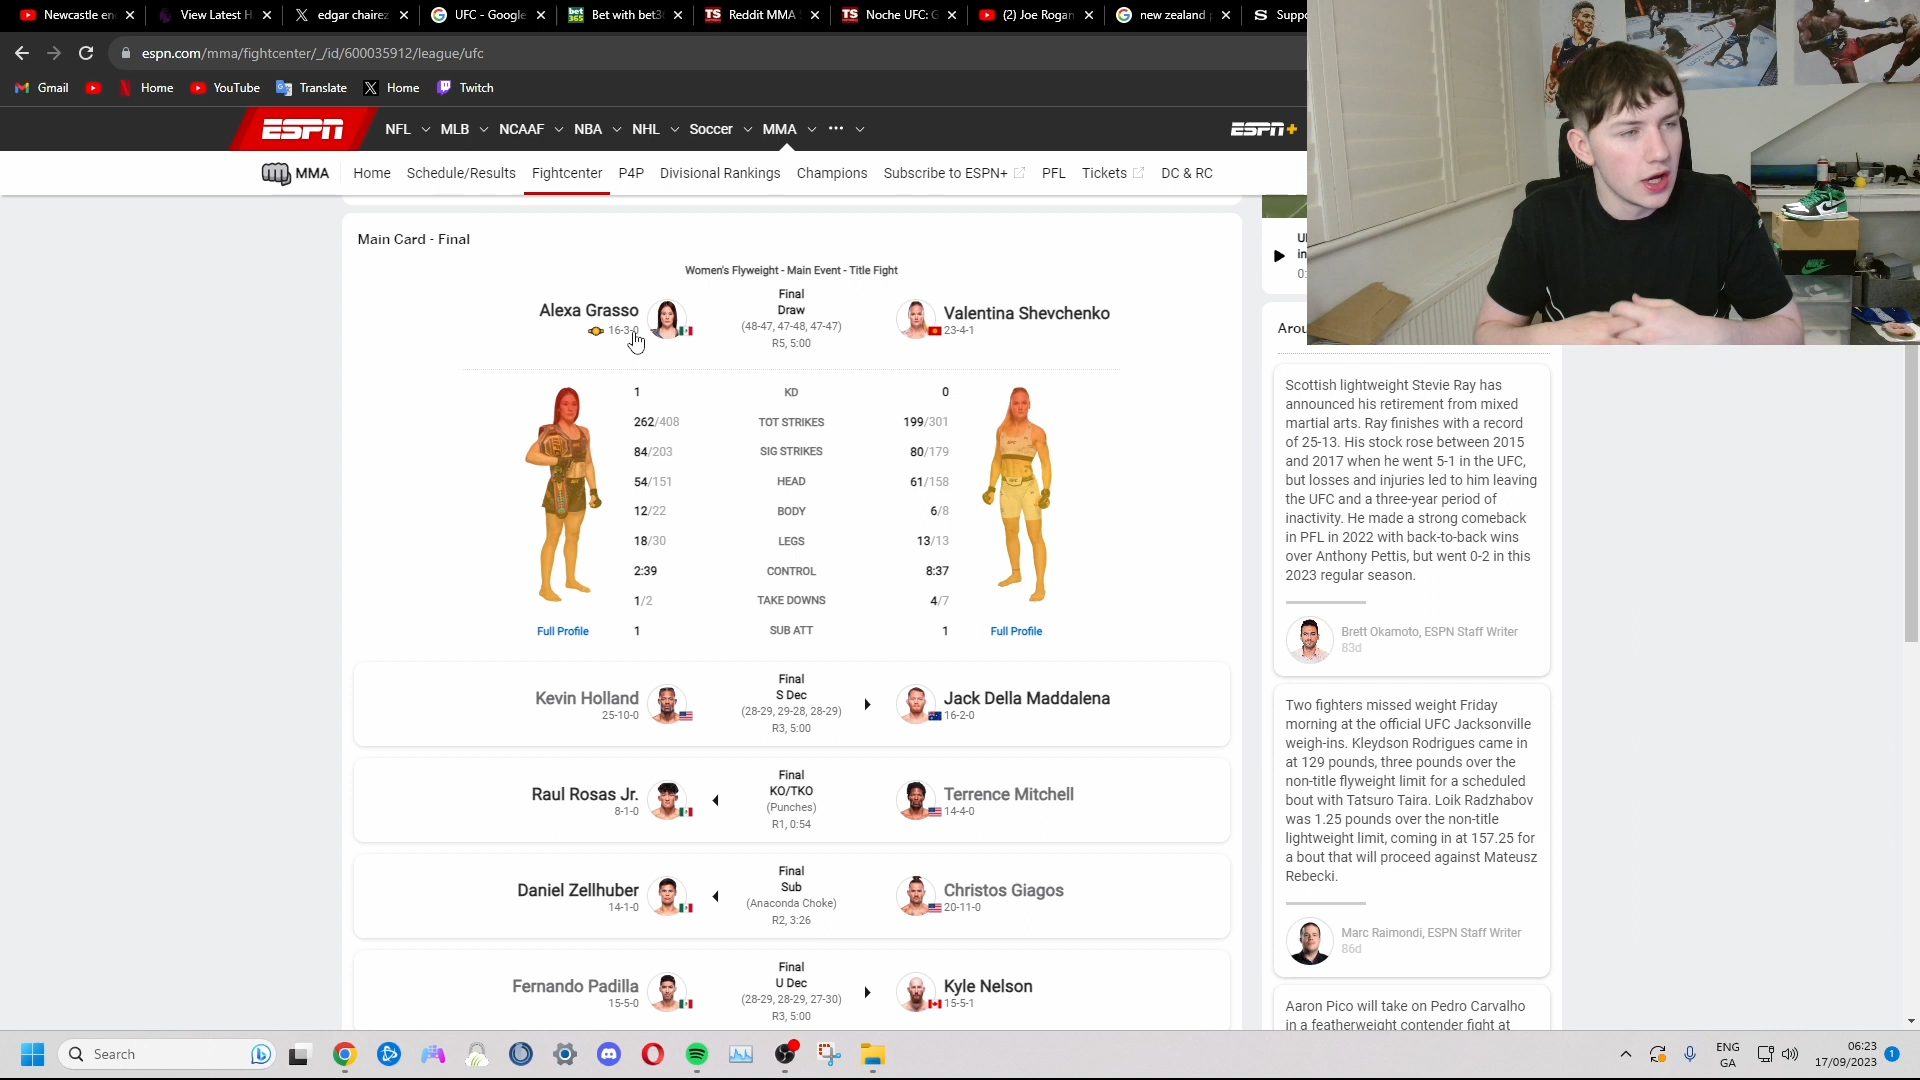 Newcastle en
View Latest H
edgar chairez
UFC - Google
Bet with bet3
Reddit MMA
Noche UFC: G
(2) Joe Rogan
new zealand
Suppo
espn.com/mma/fightcenter/_/id/600035912/league/ufc
Gmail Home YouTube Translate Home Twitch
ESPN NFL MLB NCAAF NBA NHL Soccer MMA ••• ESPN+
MMA Home Schedule/Results Fightcenter P4P Divisional Rankings Champions Subscribe to ESPN+ PFL Tickets DC & RC
Main Card - Final
Women's Flyweight - Main Event - Title Fight
Alexa Grasso
16-3-0
Final
Draw
(48-47, 47-48, 47-47)
R5, 5:00
Valentina Shevchenko
23-4-1
1 KD 0
262/408 TOT STRIKES 199/301
84/203 SIG STRIKES 80/179
54/151 HEAD 61/158
12/22 BODY 6/8
18/30 LEGS 13/13
2:39 CONTROL 8:37
1/2 TAKE DOWNS 4/7
Full Profile 1 SUB ATT 1 Full Profile
Kevin Holland
25-10-0
Final
S Dec
(28-29, 29-28, 28-29)
R3, 5:00
Jack Della Maddalena
16-2-0
Raul Rosas Jr.
8-1-0
Final
KO/TKO
(Punches)
R1, 0:54
Terrence Mitchell
14-4-0
Daniel Zellhuber
14-1-0
Final
Sub
(Anaconda Choke)
R2, 3:26
Christos Giagos
20-11-0
Fernando Padilla
15-5-0
Final
U Dec
(28-29, 28-29, 27-30)
R3, 5:00
Kyle Nelson
15-5-1
Scottish lightweight Stevie Ray has
announced his retirement from mixed
martial arts. Ray finishes with a record
of 25-13. His stock rose between 2015
and 2017 when he went 5-1 in the UFC,
but losses and injuries led to him leaving
the UFC and a three-year period of
inactivity. He made a strong comeback
in PFL in 2022 with back-to-back wins
over Anthony Pettis, but went 0-2 in this
2023 regular season.
Brett Okamoto, ESPN Staff Writer
83d
Two fighters missed weight Friday
morning at the official UFC Jacksonville
weigh-ins. Kleydson Rodrigues came in
at 129 pounds, three pounds over the
non-title flyweight limit for a scheduled
bout with Tatsuro Taira. Loik Radzhabov
was 1.25 pounds over the non-title
lightweight limit, coming in at 157.25 for
a bout that will proceed against Mateusz
Rebecki.
Marc Raimondi, ESPN Staff Writer
86d
Aaron Pico will take on Pedro Carvalho
in a featherweight contender fight at
Search
ENG
GA
06:23
17/09/2023
1